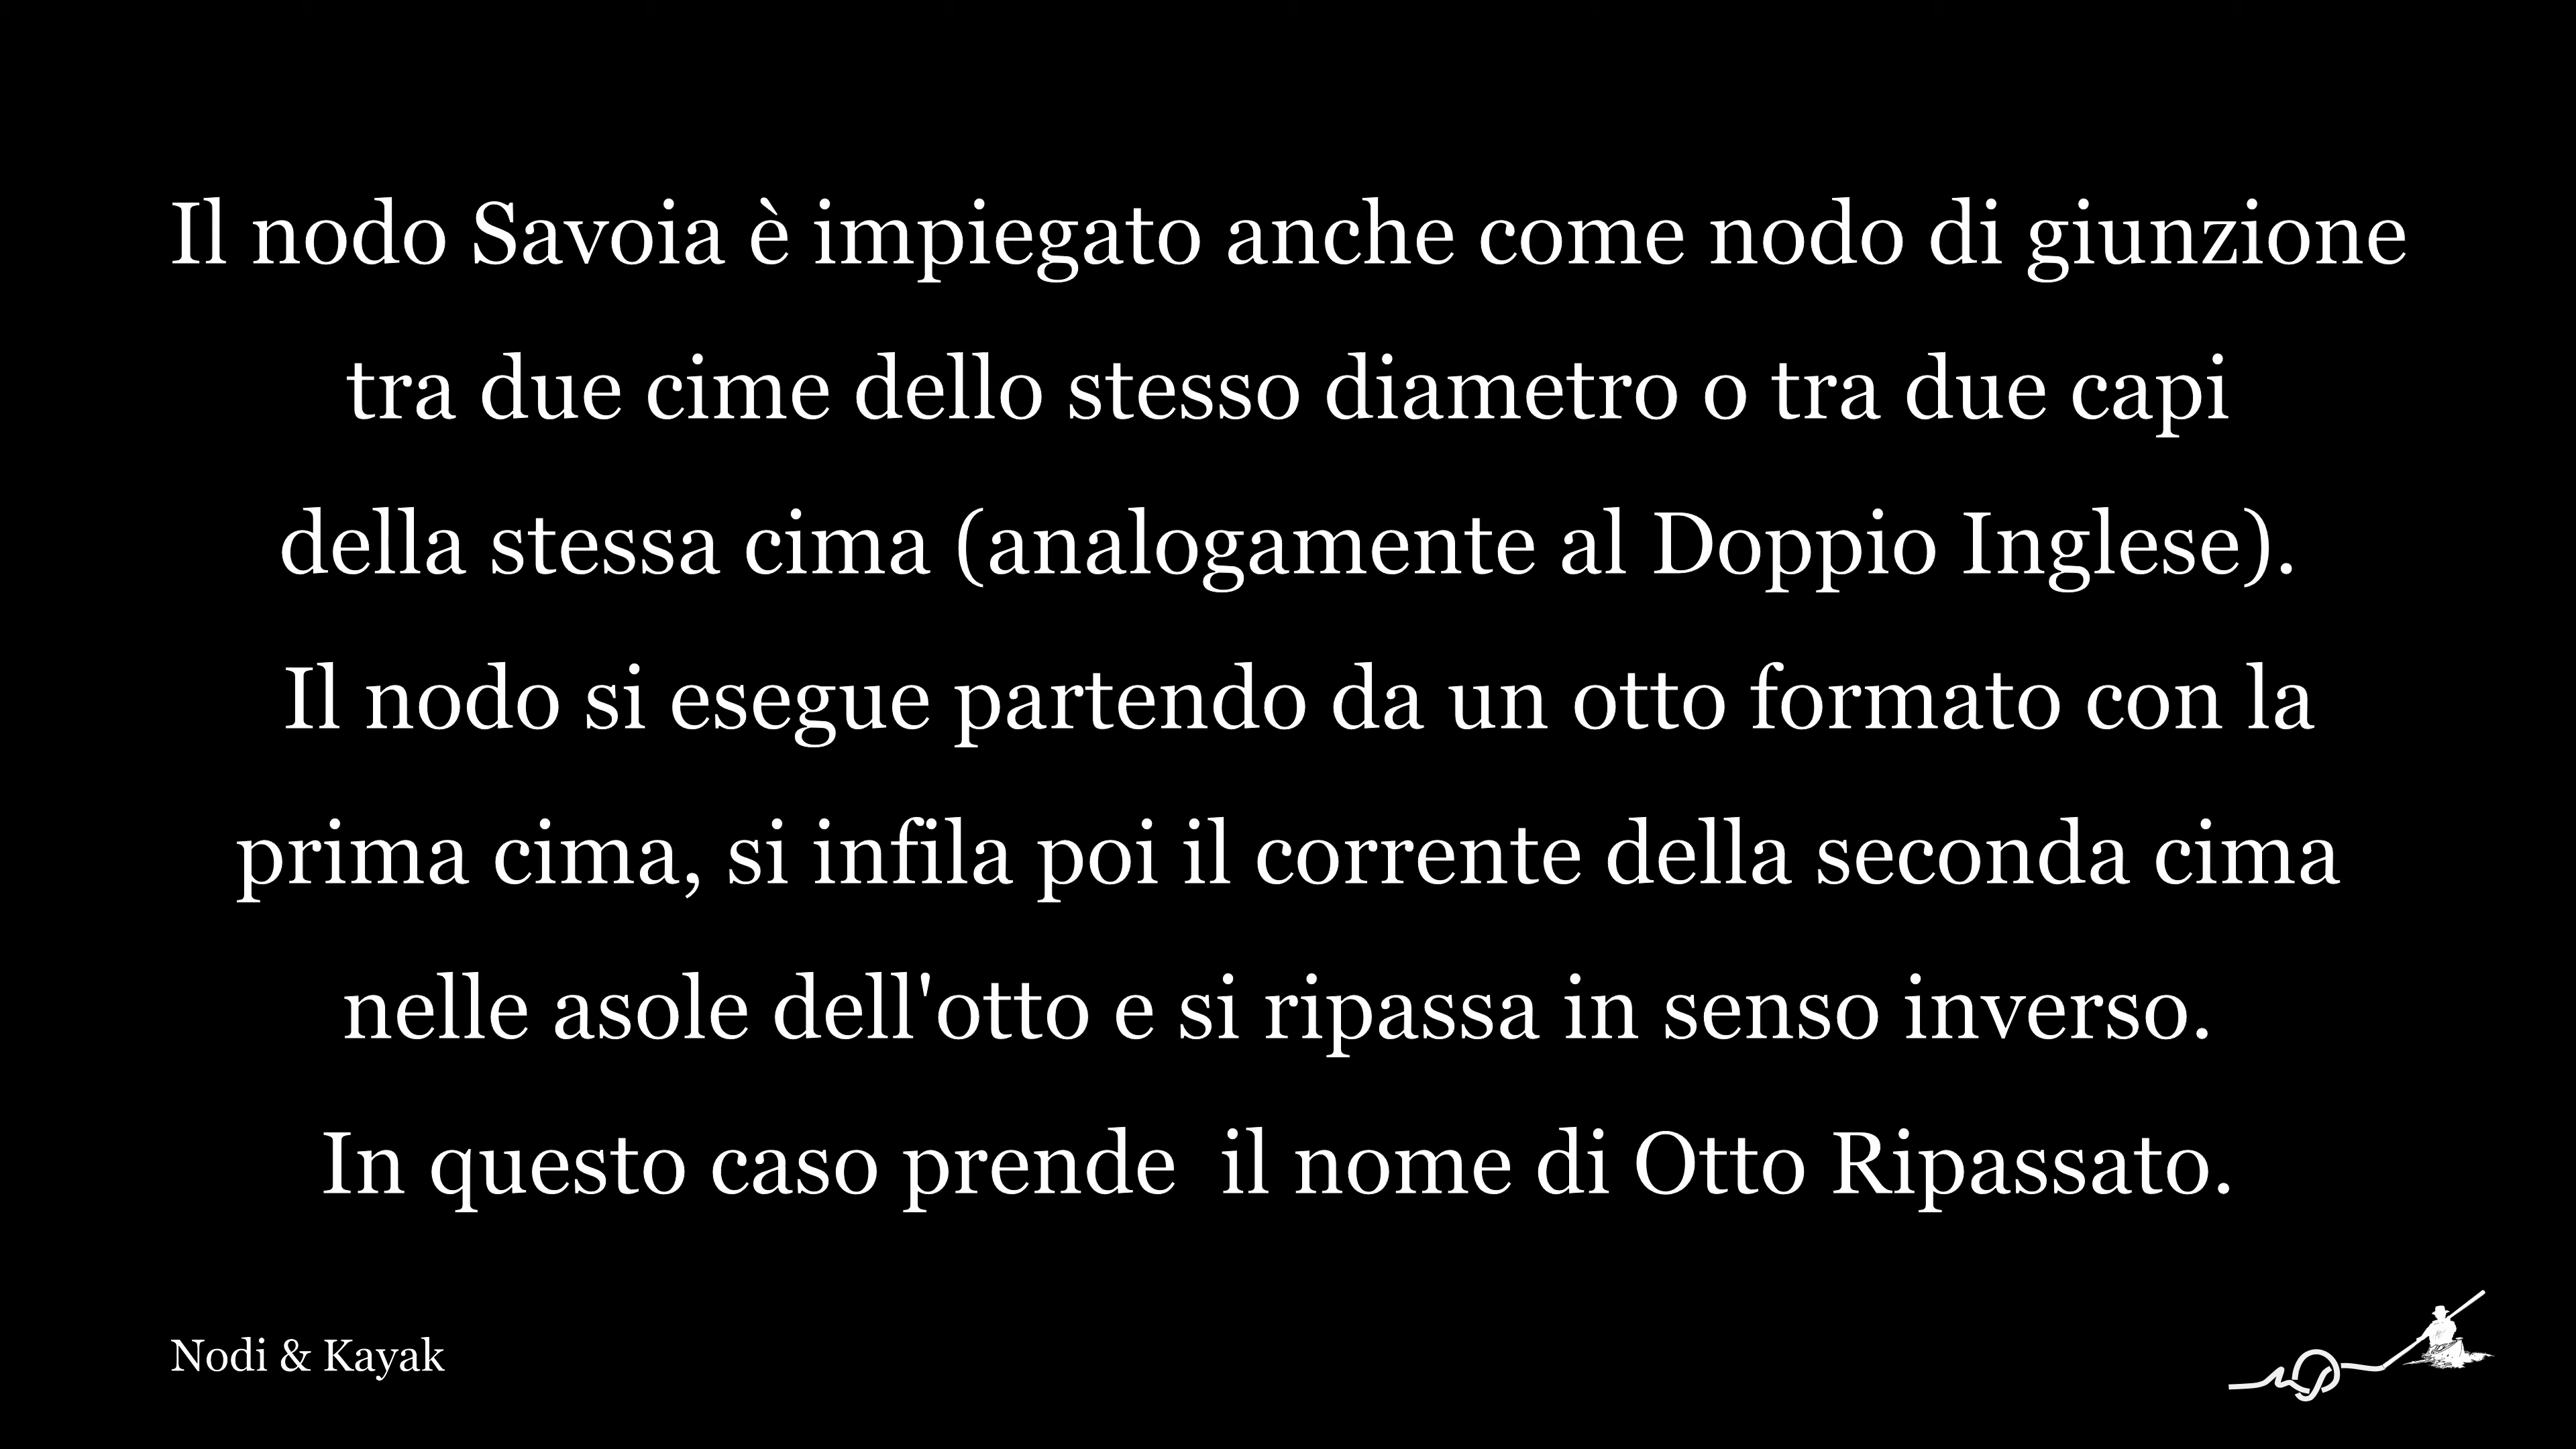 Il nodo Savoia è impiegato anche come nodo di giunzione
tra due cime dello stesso diametro o tra due capi
della stessa cima (analogamente al Doppio Inglese).
Il nodo si esegue partendo da un otto formato con la
prima cima, si infila poi il corrente della seconda cima
nelle asole dell'otto e si ripassa in senso inverso.
In questo caso prende  il nome di Otto Ripassato.
Nodi & Kayak